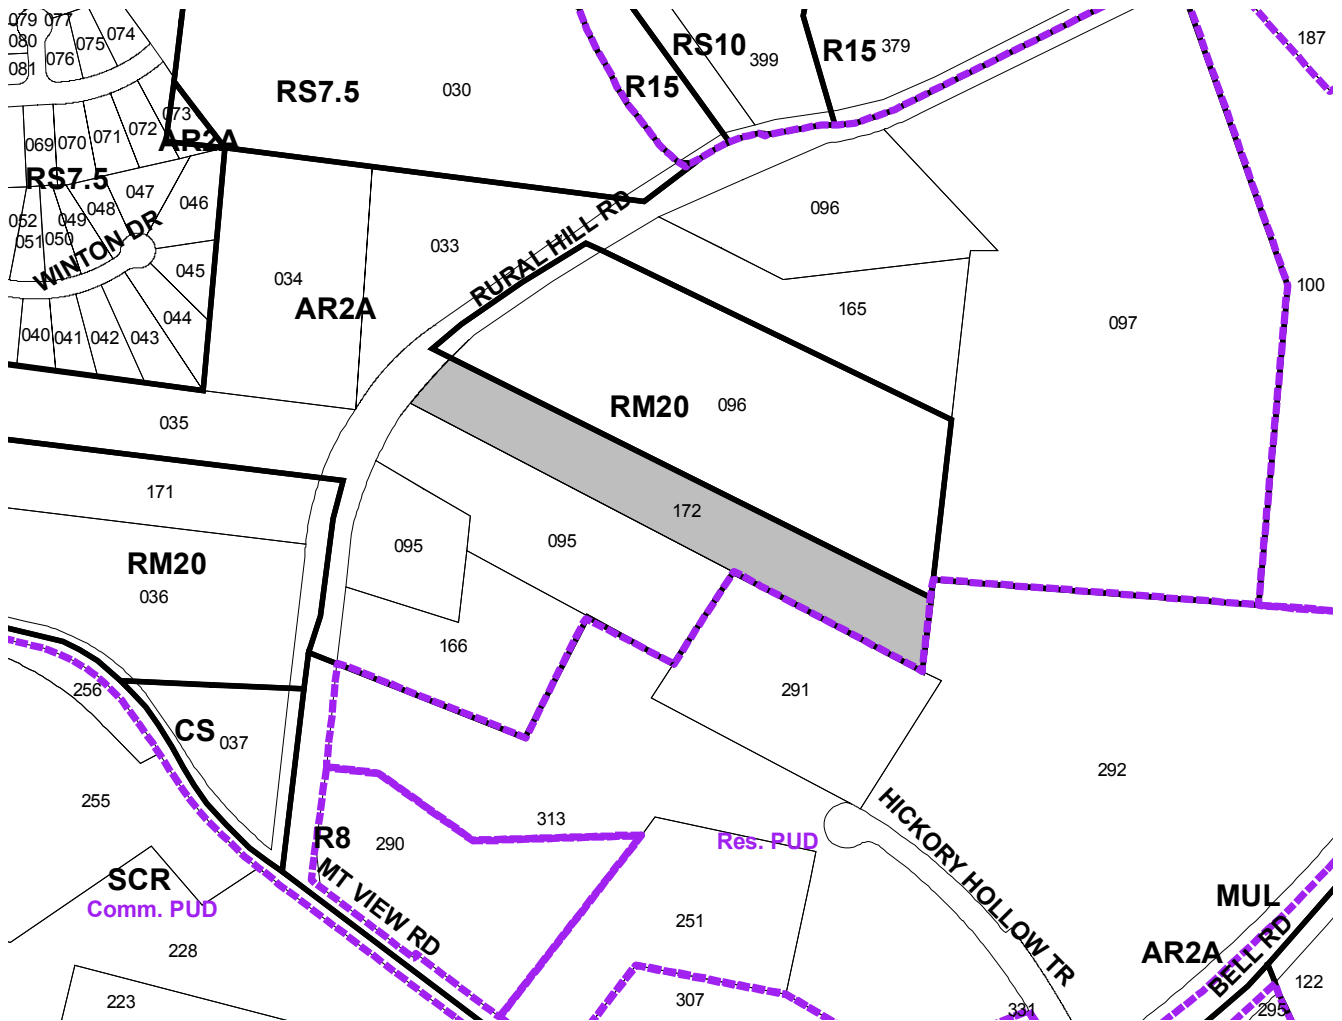 079
077
074
075
080
076
081
RS7.5
030
RS10
399
R15
379
187
R15
073
072
071
070
069
AR2A
RS7.5
047
046
048
049
050
052
051
WINTON DR
045
044
043
042
041
040
034
033
AR2A
RURAL HILL RD
096
165
097
100
035
RM20
096
171
172
RM20
036
095
095
166
256
CS
037
291
292
255
313
R8
290
Res. PUD
MT VIEW RD
HICKORY HOLLOW TR
SCR
Comm. PUD
228
251
MUL
AR2A
BELL RD
223
307
331
122
295